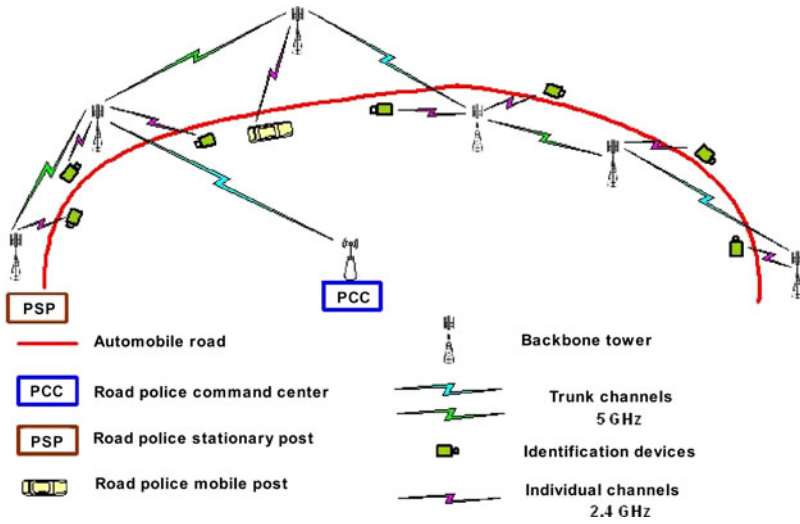 PSP
PCC
Automobile road
PCC
Road police command center
PSP
Road police stationary post
Road police mobile post
Backbone tower
Trunk channels
5 GHz
Identification devices
Individual channels
2.4 GHz